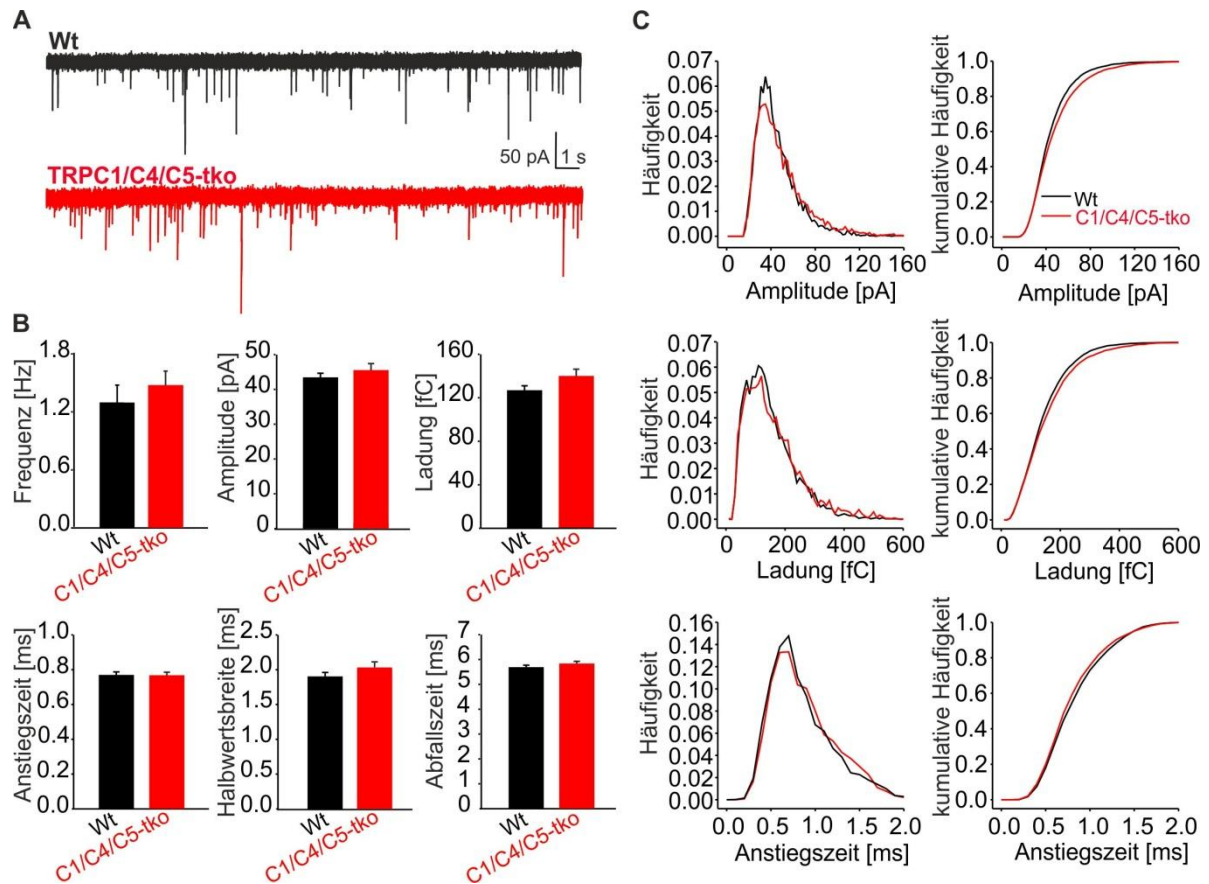 A
Wt
50 pA
1 s
TRPC1/C4/C5-tko
B
Frequenz [Hz]
1.8
1.2
0.6
0.0
Wt
C1/C4/C5-tko
Amplitude [pA]
50
40
30
20
10
0
Wt
C1/C4/C5-tko
Ladung [fC]
160
120
80
40
0
Wt
C1/C4/C5-tko
Anstiegszeit [ms]
1.0
0.8
0.6
0.4
0.2
0.0
Wt
C1/C4/C5-tko
Halbwertsbreite [ms]
2.5
2.0
1.5
1.0
0.5
0.0
Wt
C1/C4/C5-tko
Abfallszeit [ms]
7
6
5
4
3
2
1
0
Wt
C1/C4/C5-tko
C
Häufigkeit
0.07
0.06
0.05
0.04
0.03
0.02
0.01
0.00
0 40 80 120 160
Amplitude [pA]
kumulative Häufigkeit
1.0
0.8
0.6
0.4
0.2
0.0
Wt
C1/C4/C5-tko
0 40 80 120 160
Amplitude [pA]
Häufigkeit
0.07
0.06
0.05
0.04
0.03
0.02
0.01
0.00
0 200 400 600
Ladung [fC]
kumulative Häufigkeit
1.0
0.8
0.6
0.4
0.2
0.0
0 200 400 600
Ladung [fC]
Häufigkeit
0.16
0.14
0.12
0.10
0.08
0.06
0.04
0.02
0.00
0.0 0.5 1.0 1.5 2.0
Anstiegszeit [ms]
kumulative Häufigkeit
1.0
0.8
0.6
0.4
0.2
0.0
0.0 0.5 1.0 1.5 2.0
Anstiegszeit [ms]